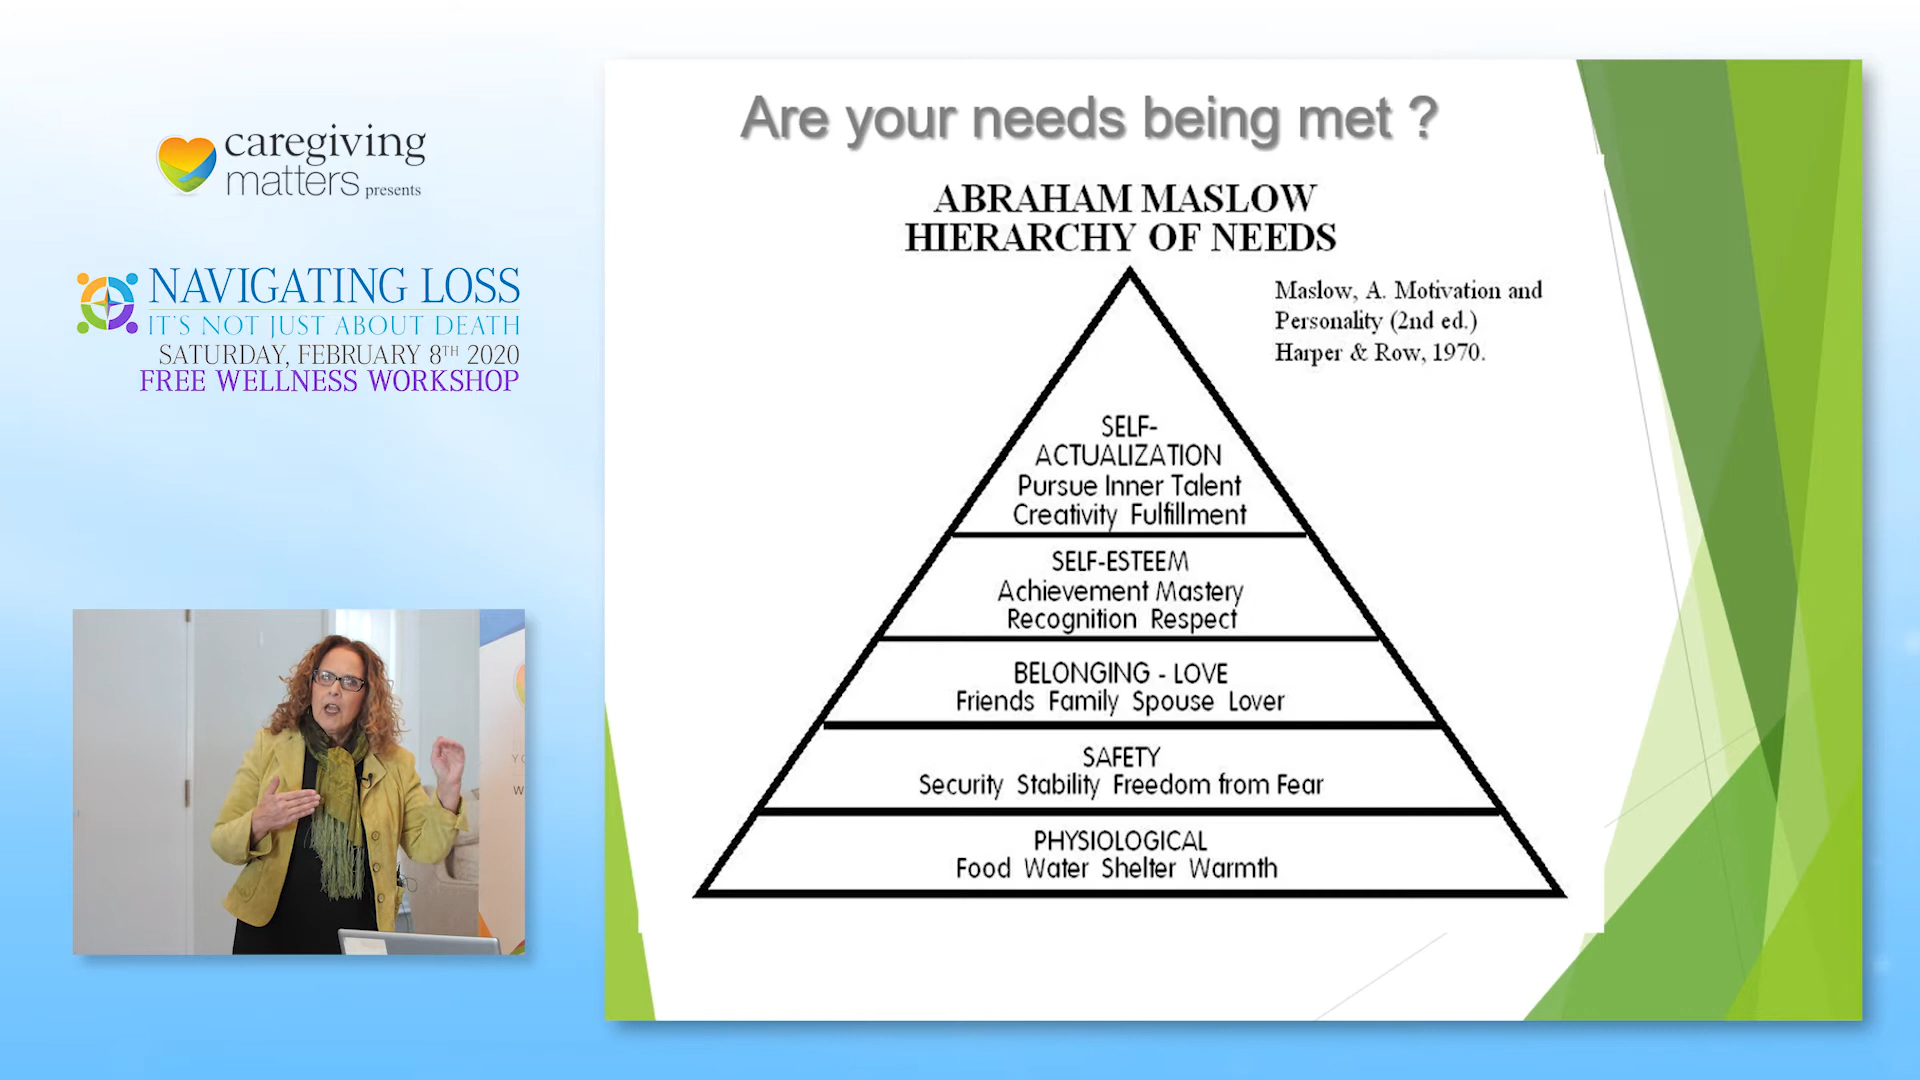 caregiving
matters presents
NAVIGATING LOSS
IT'S NOT JUST ABOUT DEATH
SATURDAY, FEBRUARY 8TH 2020
FREE WELLNESS WORKSHOP
Are your needs being met ?
ABRAHAM MASLOW
HIERARCHY OF NEEDS
Maslow, A. Motivation and
Personality (2nd ed.)
Harper & Row, 1970.
SELF-
ACTUALIZATION
Pursue Inner Talent
Creativity Fulfillment
SELF-ESTEEM
Achievement Mastery
Recognition Respect
BELONGING - LOVE
Friends Family Spouse Lover
SAFETY
Security Stability Freedom from Fear
PHYSIOLOGICAL
Food Water Shelter Warmth